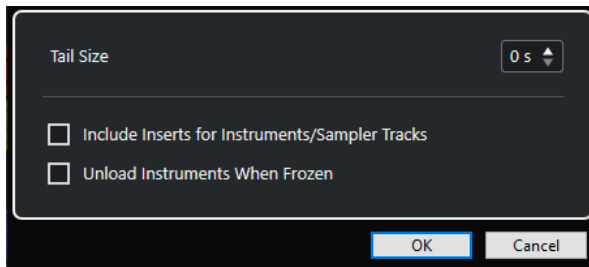 Tail Size
0 s
Include Inserts for Instruments/Sampler Tracks
Unload Instruments When Frozen
OK
Cancel